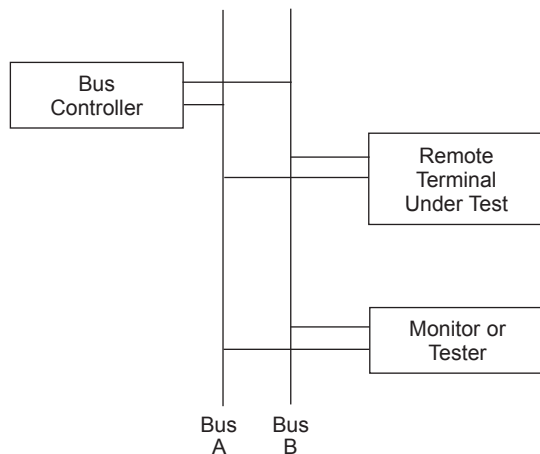 Bus
Controller
Remote
Terminal
Under Test
Monitor or
Tester
Bus
A
Bus
B